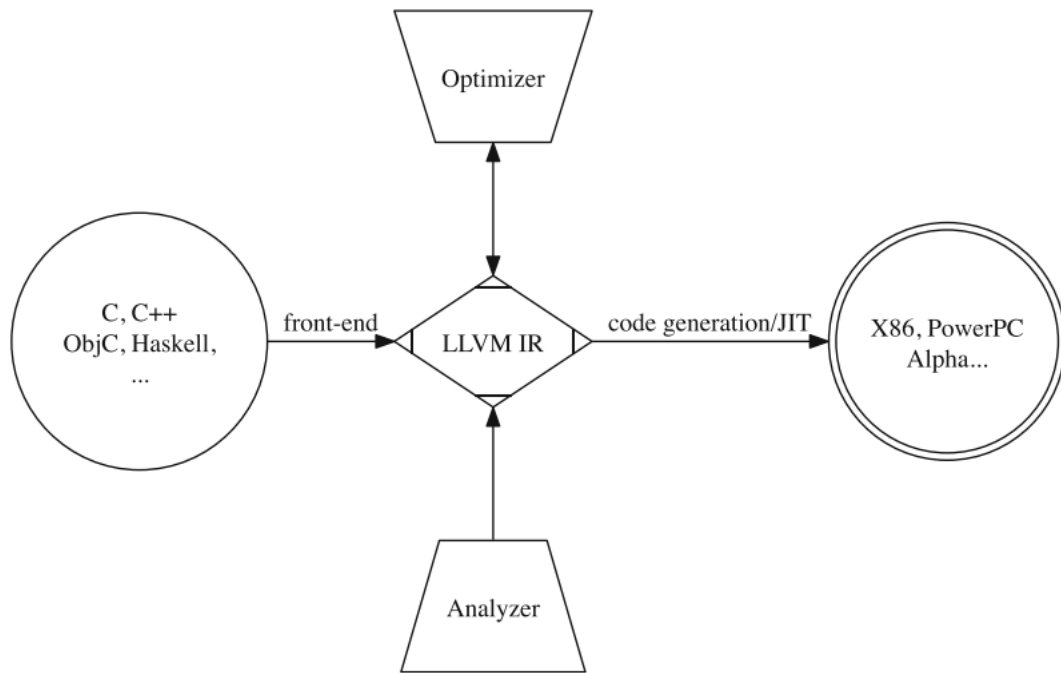 Optimizer
C, C++
ObjC, Haskell,
...
front-end
LLVM IR
code generation/JIT
X86, PowerPC
Alpha...
Analyzer